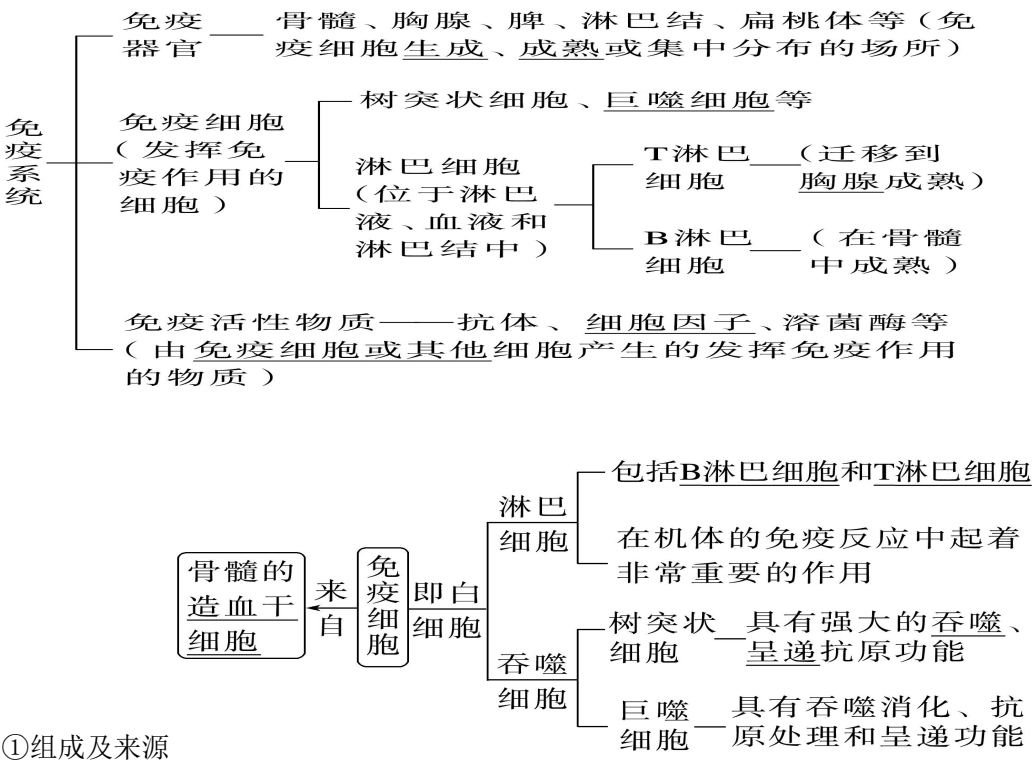 免疫系统
免疫
器官
骨髓、胸腺、脾、淋巴结、扁桃体等(免
疫细胞生成、成熟或集中分布的场所)
免疫细胞
(发挥免
疫作用的
细胞)
树突状细胞、巨噬细胞等
淋巴细胞
(位于淋巴
液、血液和
淋巴结中)
T淋巴
细胞
(迁移到
胸腺成熟)
B淋巴
细胞
(在骨髓
中成熟)
免疫活性物质——抗体、细胞因子、溶菌酶等
(由免疫细胞或其他细胞产生的发挥免疫作用
的物质)
骨髓的
造血干
细胞
来
自
免疫细胞
即白
细胞
淋巴
细胞
包括B淋巴细胞和T淋巴细胞
在机体的免疫反应中起着
非常重要的作用
吞噬
细胞
树突状
细胞
具有强大的吞噬、
呈递抗原功能
巨噬
细胞
具有吞噬消化、抗
原处理和呈递功能
①组成及来源